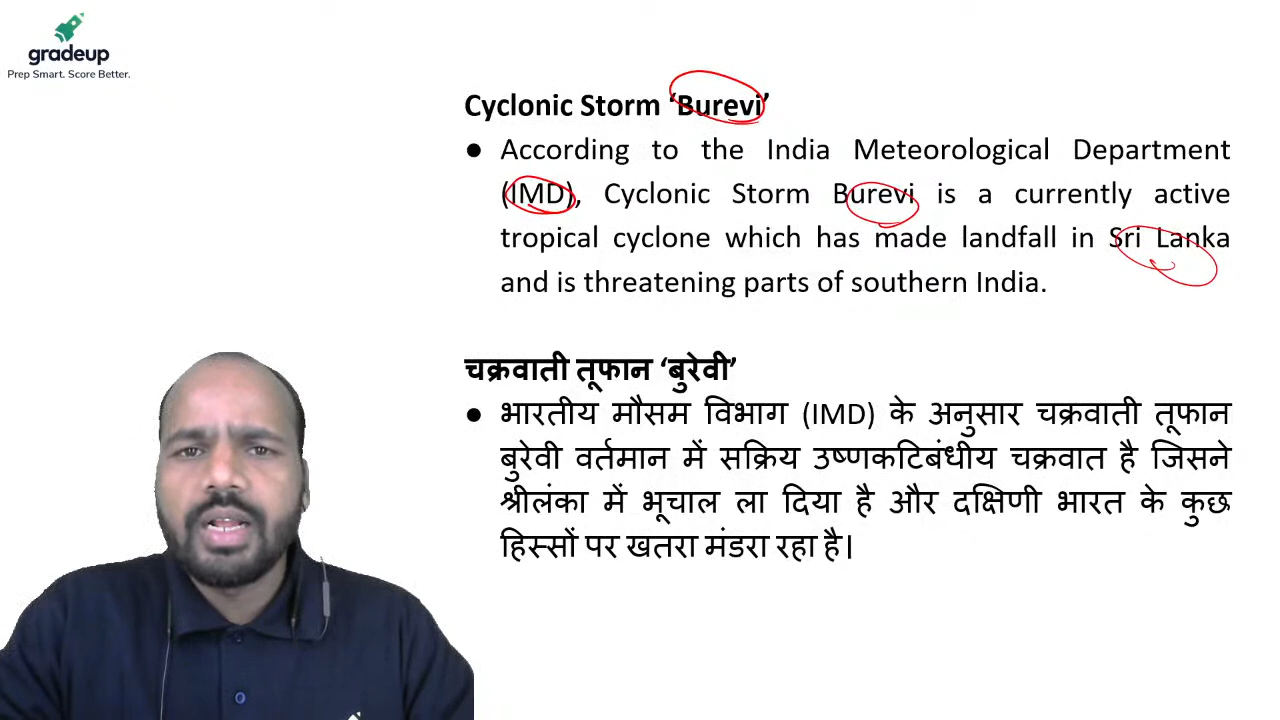 gradeup
Prep Smart. Score Better.
Cyclonic Storm ‘Burevi’
● According to the India Meteorological Department
(IMD), Cyclonic Storm Burevi is a currently active
tropical cyclone which has made landfall in Sri Lanka
and is threatening parts of southern India.
चक्रवाती तूफान ‘बुरेवी’
● भारतीय मौसम विभाग (IMD) के अनुसार चक्रवाती तूफान
बुरेवी वर्तमान में सक्रिय उष्णकटिबंधीय चक्रवात है जिसने
श्रीलंका में भूचाल ला दिया है और दक्षिणी भारत के कुछ
हिस्सों पर खतरा मंडरा रहा है।